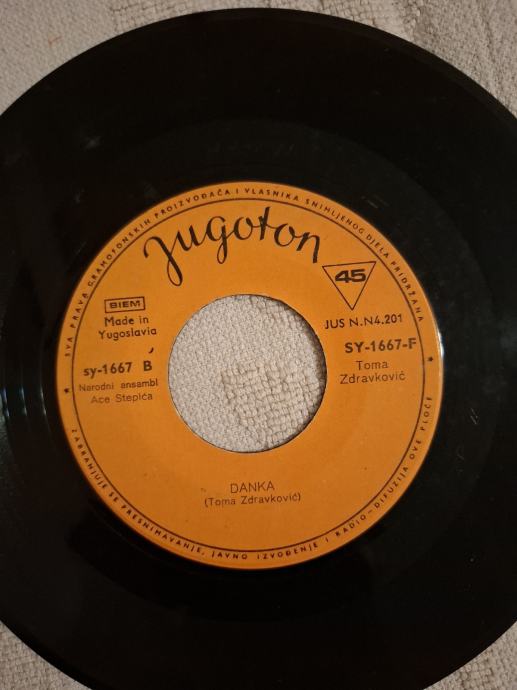 SVA PRAVA GRAMOFONSKIH PROIZVOĐAČA I VLASNIKA SNIMLJENOG DJELA PRIDRŽANA
Jugoton
45
BIEM
Made in
Yugoslavia
JUS N.N4.201
sy-1667 B
SY-1667-F
Narodni ansambl
Ace Stepića
Toma
Zdravković
DANKA
(Toma Zdravković)
ZABRANJUJE SE PRESNIMAVANJE, JAVNO IZVOĐENJE I RADIO-DIFUZIJA OVE PLOČE